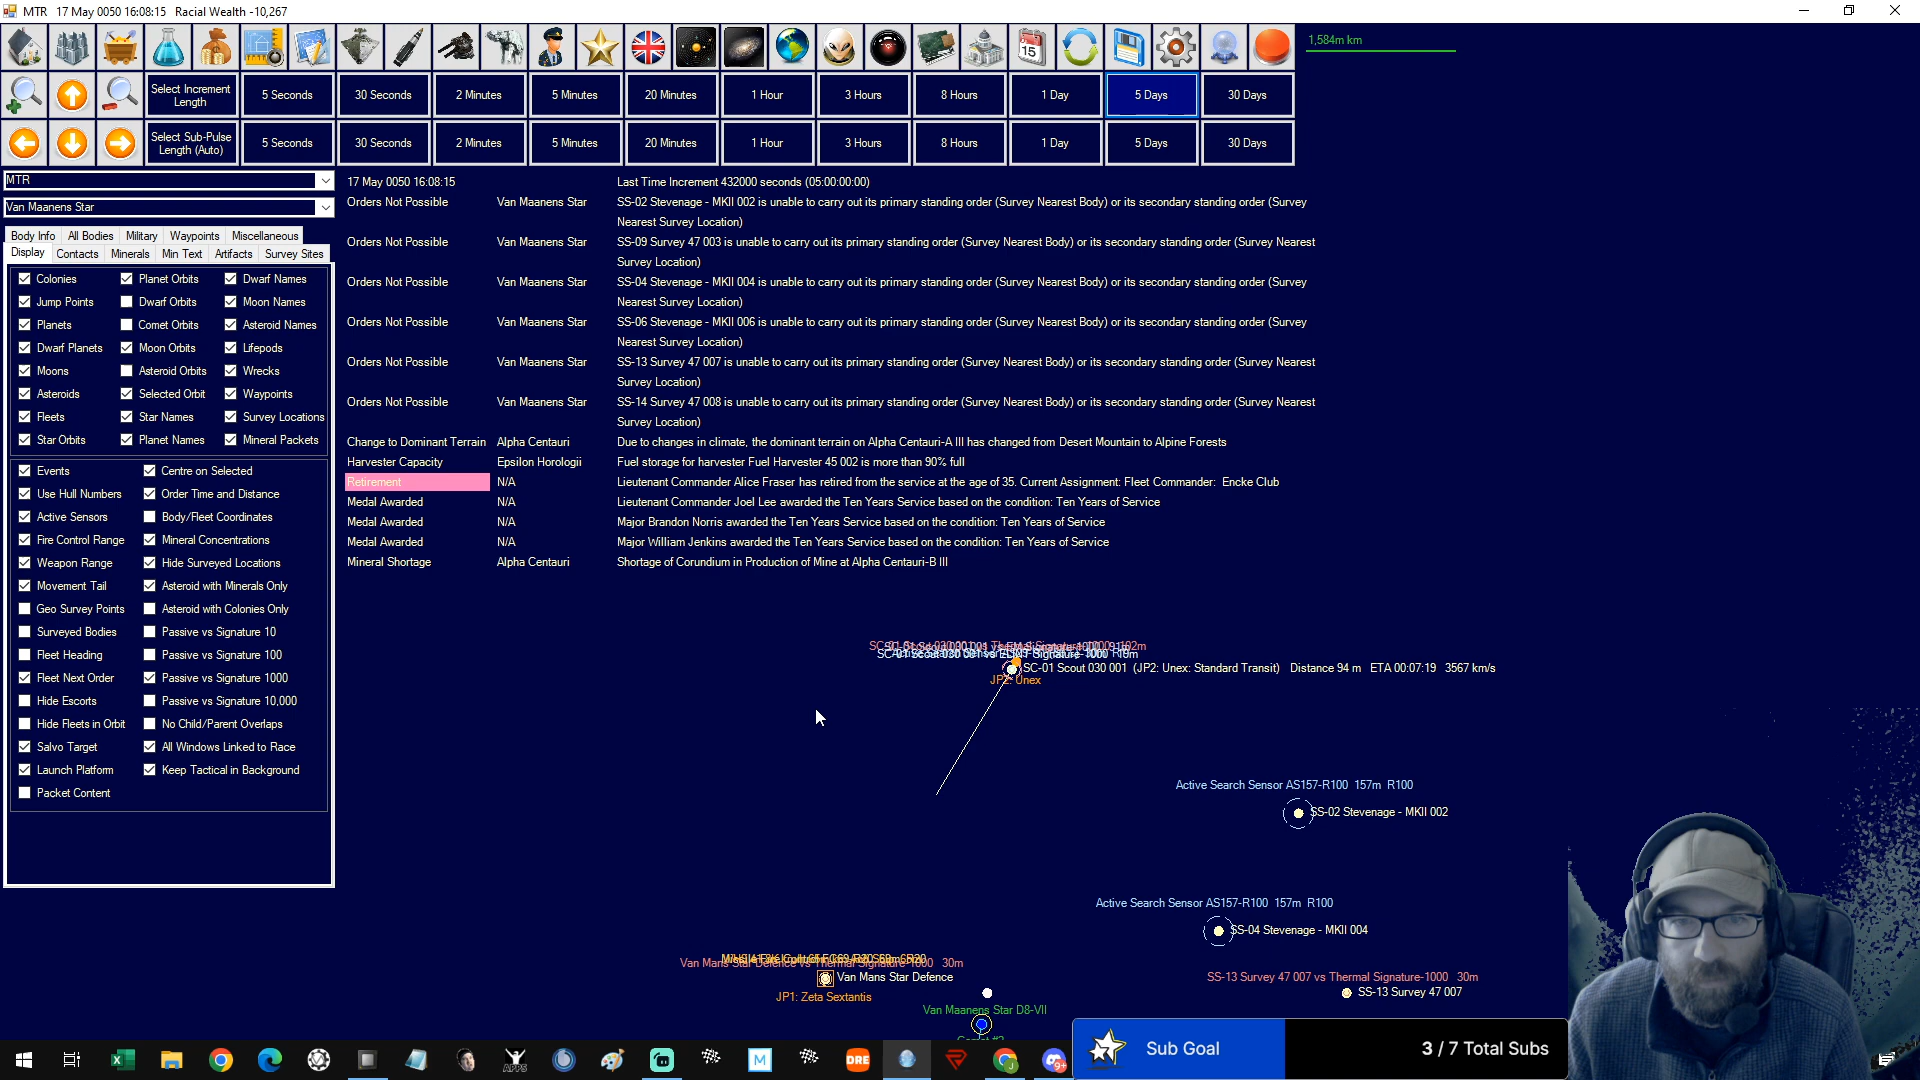 MTR   17 May 0050 16:08:15   Racial Wealth -10,267
1,584m km
Select Increment Length
5 Seconds
30 Seconds
2 Minutes
5 Minutes
20 Minutes
1 Hour
3 Hours
8 Hours
1 Day
5 Days
30 Days
Select Sub-Pulse Length (Auto)
5 Seconds
30 Seconds
2 Minutes
5 Minutes
20 Minutes
1 Hour
3 Hours
8 Hours
1 Day
5 Days
30 Days
MTR
Van Maanens Star
Body Info   All Bodies   Military   Waypoints   Miscellaneous
Display   Contacts   Minerals   Min Text   Artifacts   Survey Sites
Colonies   Planet Orbits   Dwarf Names
Jump Points   Dwarf Orbits   Moon Names
Planets   Comet Orbits   Asteroid Names
Dwarf Planets   Moon Orbits   Lifepods
Moons   Asteroid Orbits   Wrecks
Asteroids   Selected Orbit   Waypoints
Fleets   Star Names   Survey Locations
Star Orbits   Planet Names   Mineral Packets
Events   Centre on Selected
Use Hull Numbers   Order Time and Distance
Active Sensors   Body/Fleet Coordinates
Fire Control Range   Mineral Concentrations
Weapon Range   Hide Surveyed Locations
Movement Tail   Asteroid with Minerals Only
Geo Survey Points   Asteroid with Colonies Only
Surveyed Bodies   Passive vs Signature 10
Fleet Heading   Passive vs Signature 100
Fleet Next Order   Passive vs Signature 1000
Hide Escorts   Passive vs Signature 10,000
Hide Fleets in Orbit   No Child/Parent Overlaps
Salvo Target   All Windows Linked to Race
Launch Platform   Keep Tactical in Background
Packet Content
17 May 0050 16:08:15   Last Time Increment 432000 seconds (05:00:00:00)
Orders Not Possible   Van Maanens Star   SS-02 Stevenage - MKII 002 is unable to carry out its primary standing order (Survey Nearest Body) or its secondary standing order (Survey
Nearest Survey Location)
Orders Not Possible   Van Maanens Star   SS-09 Survey 47 003 is unable to carry out its primary standing order (Survey Nearest Body) or its secondary standing order (Survey Nearest
Survey Location)
Orders Not Possible   Van Maanens Star   SS-04 Stevenage - MKII 004 is unable to carry out its primary standing order (Survey Nearest Body) or its secondary standing order (Survey
Nearest Survey Location)
Orders Not Possible   Van Maanens Star   SS-06 Stevenage - MKII 006 is unable to carry out its primary standing order (Survey Nearest Body) or its secondary standing order (Survey
Nearest Survey Location)
Orders Not Possible   Van Maanens Star   SS-13 Survey 47 007 is unable to carry out its primary standing order (Survey Nearest Body) or its secondary standing order (Survey Nearest
Survey Location)
Orders Not Possible   Van Maanens Star   SS-14 Survey 47 008 is unable to carry out its primary standing order (Survey Nearest Body) or its secondary standing order (Survey Nearest
Survey Location)
Change to Dominant Terrain   Alpha Centauri   Due to changes in climate, the dominant terrain on Alpha Centauri-A III has changed from Desert Mountain to Alpine Forests
Harvester Capacity   Epsilon Horologii   Fuel storage for harvester Fuel Harvester 45 002 is more than 90% full
Retirement   N/A   Lieutenant Commander Alice Fraser has retired from the service at the age of 35. Current Assignment: Fleet Commander: Encke Club
Medal Awarded   N/A   Lieutenant Commander Joel Lee awarded the Ten Years Service based on the condition: Ten Years of Service
Medal Awarded   N/A   Major Brandon Norris awarded the Ten Years Service based on the condition: Ten Years of Service
Medal Awarded   N/A   Major William Jenkins awarded the Ten Years Service based on the condition: Ten Years of Service
Mineral Shortage   Alpha Centauri   Shortage of Corundium in Production of Mine at Alpha Centauri-B III
SC-01 Scout 030 001 (JP2: Unex: Standard Transit)   Distance 94 m   ETA 00:07:19   3567 km/s
JP2: Unex
Active Search Sensor AS157-R100   157m   R100
SS-02 Stevenage - MKII 002
Active Search Sensor AS157-R100   157m   R100
SS-04 Stevenage - MKII 004
Van Mans Star Defence vs Thermal Signature-1000   30m
Van Mans Star Defence
JP1: Zeta Sextantis
SS-13 Survey 47 007 vs Thermal Signature-1000   30m
SS-13 Survey 47 007
Van Maanens Star D8-VII
Sub Goal   3 / 7 Total Subs
15
APPS
M
DRE
9+